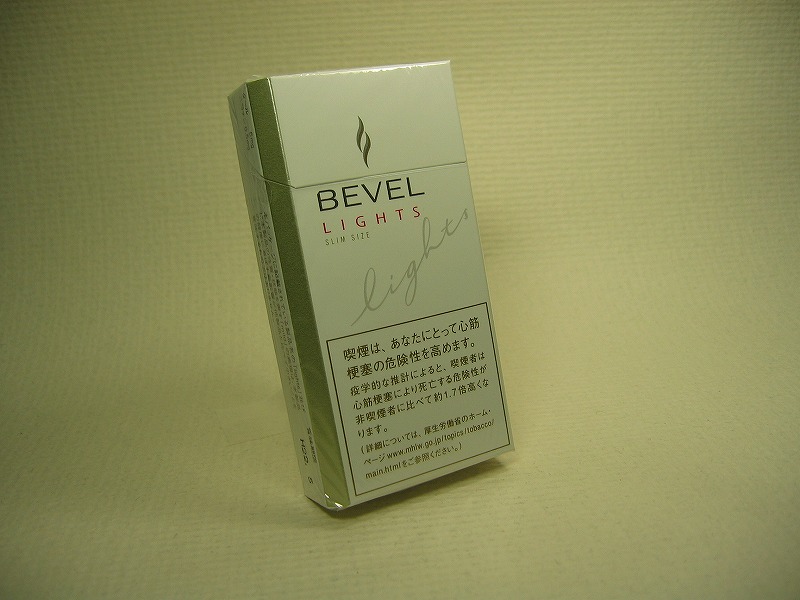 BEVEL
LIGHTS
SLIM SIZE
lights
喫煙は、あなたにとって心筋
梗塞の危険性を高めます。
疫学的な推計によると、喫煙者は
心筋梗塞により死亡する危険性が
非喫煙者に比べて約1.7倍高くな
ります。
(詳細については、厚生労働省のホーム・
ページwww.mhlw.go.jp/topics/tobacco/
main.htmlをご参照ください。)